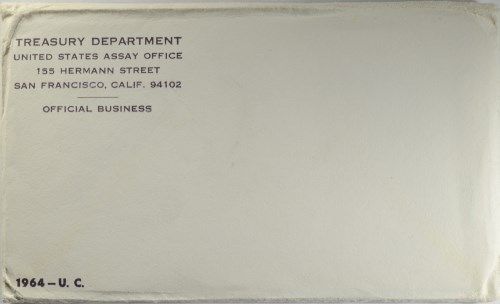 TREASURY DEPARTMENT
UNITED STATES ASSAY OFFICE
155 HERMANN STREET
SAN FRANCISCO, CALIF. 94102
OFFICIAL BUSINESS
1964 – U. C.